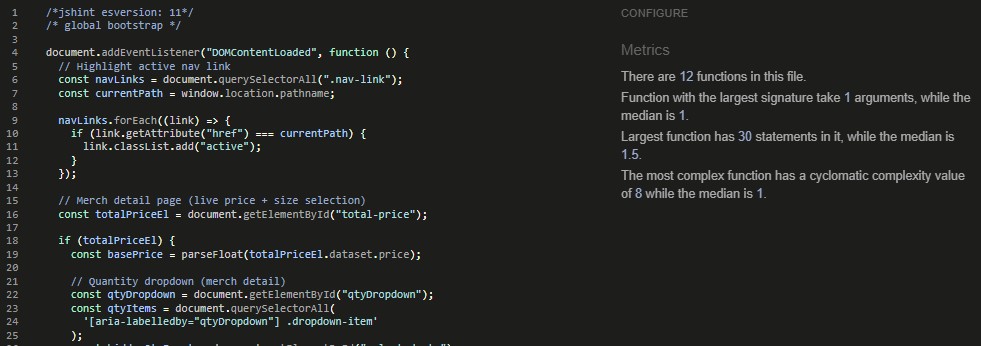 1 /*jshint esversion: 11*/
2 /* global bootstrap */
3
4 document.addEventListener("DOMContentLoaded", function () {
5 // Highlight active nav link
6 const navLinks = document.querySelectorAll(".nav-link");
7 const currentPath = window.location.pathname;
8
9 navLinks.forEach((link) => {
10 if (link.getAttribute("href") === currentPath) {
11 link.classList.add("active");
12 }
13 });
14
15 // Merch detail page (live price + size selection)
16 const totalPriceEl = document.getElementById("total-price");
17
18 if (totalPriceEl) {
19 const basePrice = parseFloat(totalPriceEl.dataset.price);
20
21 // Quantity dropdown (merch detail)
22 const qtyDropdown = document.getElementById("qtyDropdown");
23 const qtyItems = document.querySelectorAll(
24 '[aria-labelledby="qtyDropdown"] .dropdown-item'
25 );
CONFIGURE
Metrics
There are 12 functions in this file.
Function with the largest signature take 1 arguments, while the
median is 1.
Largest function has 30 statements in it, while the median is
1.5.
The most complex function has a cyclomatic complexity value
of 8 while the median is 1.